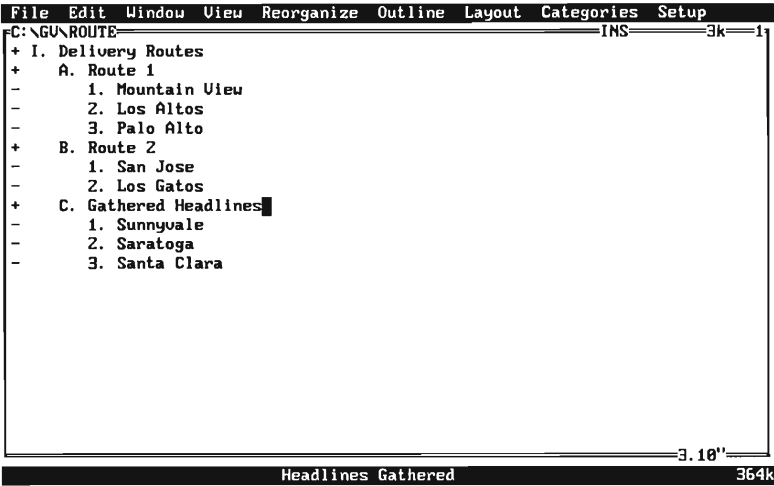 File Edit Window View Reorganize Outline Layout Categories Setup
C:\GV\ROUTE INS 3k 1
+ I. Delivery Routes
+ A. Route 1
- 1. Mountain View
- 2. Los Altos
- 3. Palo Alto
+ B. Route 2
- 1. San Jose
- 2. Los Gatos
+ C. Gathered Headlines
- 1. Sunnyvale
- 2. Saratoga
- 3. Santa Clara
3.10"
Headlines Gathered 364k